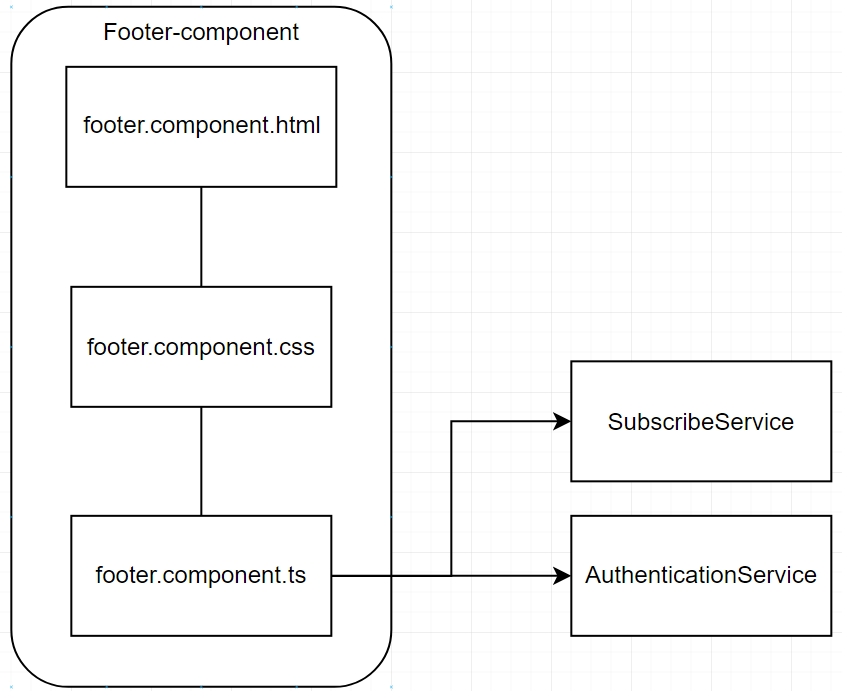 Footer-component
footer.component.html
footer.component.css
SubscribeService
footer.component.ts
AuthenticationService